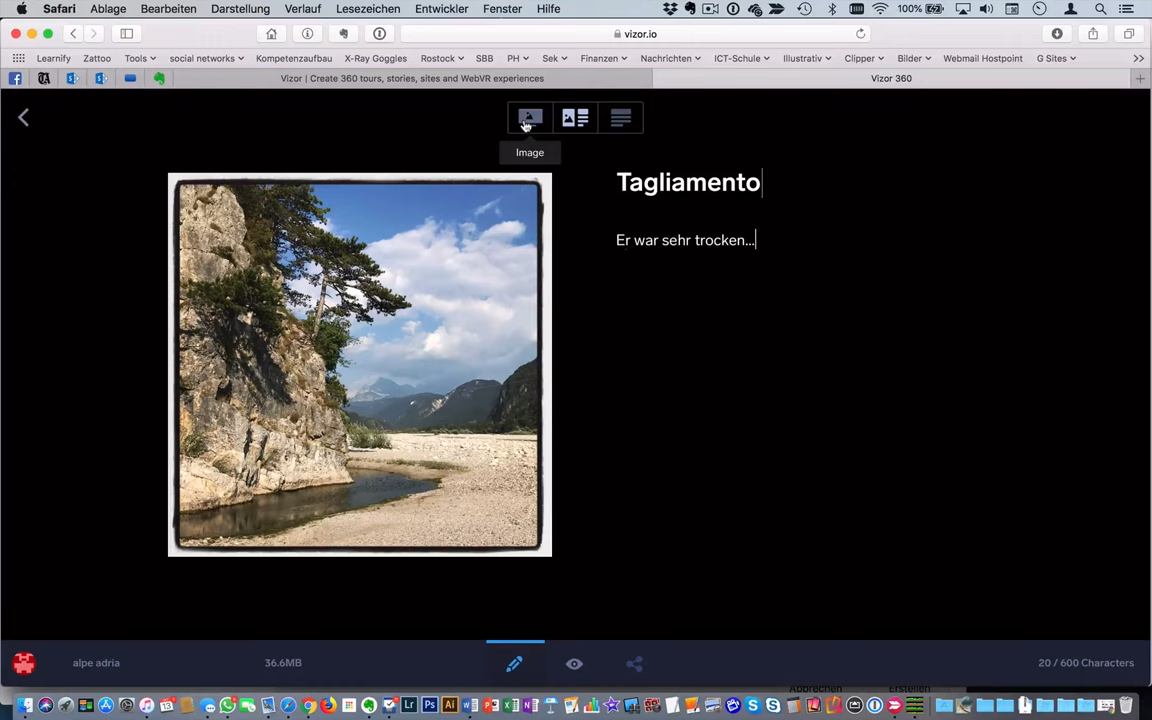 Safari Ablage Bearbeiten Darstellung Verlauf Lesezeichen Entwickler Fenster Hilfe 100%
vizor.io
Learnify Zattoo Tools social networks Kompetenzaufbau X-Ray Goggles Rostock SBB PH Sek Finanzen Nachrichten ICT-Schule Illustrativ Clipper Bilder Webmail Hostpoint G Sites
Vizor | Create 360 tours, stories, sites and WebVR experiences Vizor 360
Image
Tagliamento
Er war sehr trocken...
alpe adria 36.6MB 20 / 600 Characters
Abbrechen Erstellen